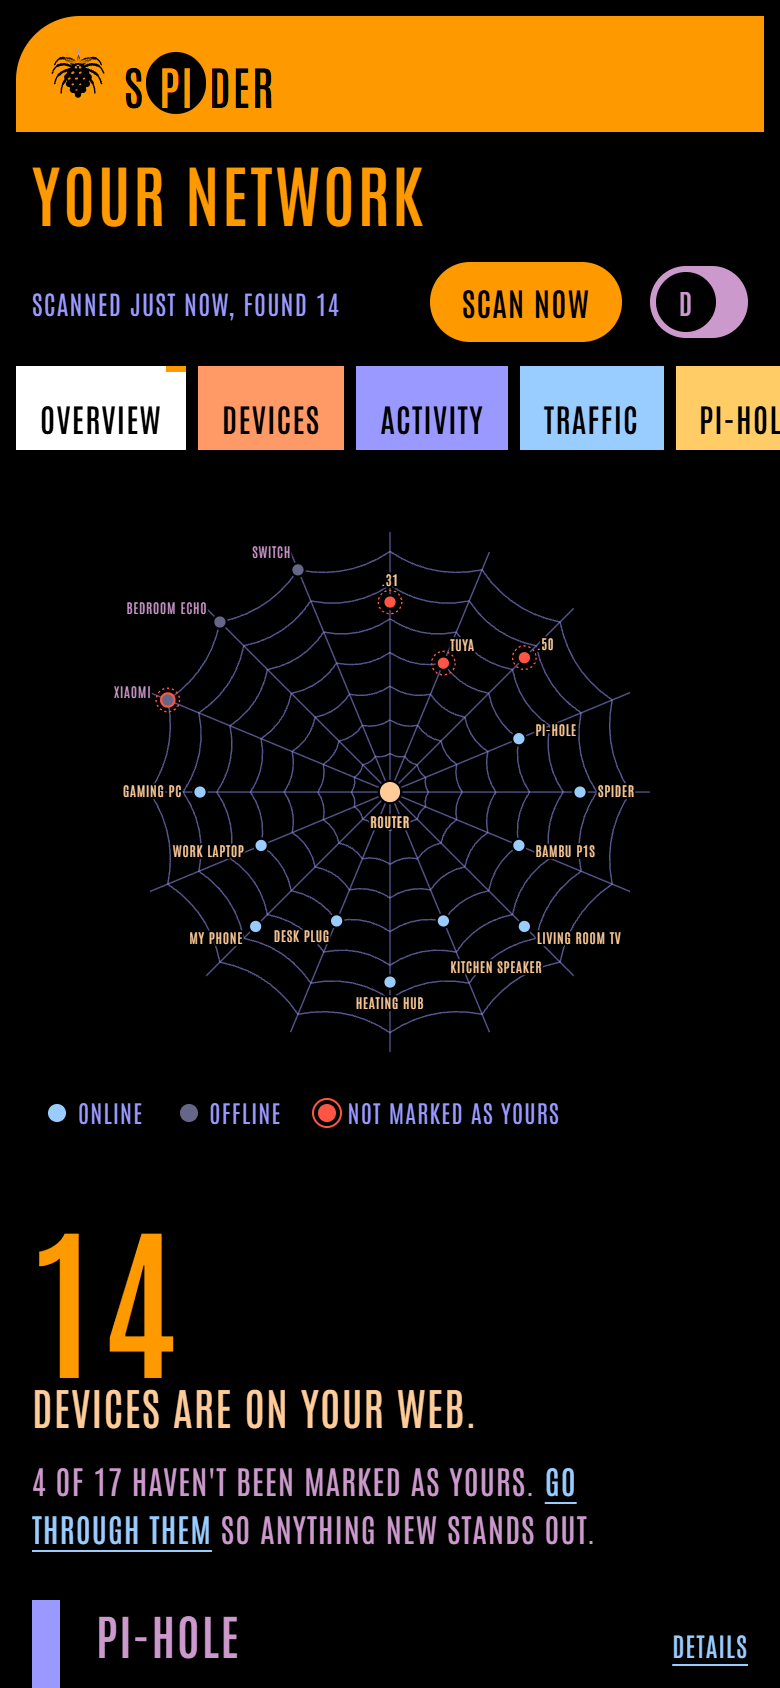 SPIDER
YOUR NETWORK
SCANNED JUST NOW, FOUND 14
SCAN NOW
D
OVERVIEW
DEVICES
ACTIVITY
TRAFFIC
PI-HOL
SWITCH
.31
BEDROOM ECHO
TUYA
.50
XIAOMI
PI-HOLE
GAMING PC
SPIDER
ROUTER
WORK LAPTOP
BAMBU P1S
MY PHONE
DESK PLUG
LIVING ROOM TV
KITCHEN SPEAKER
HEATING HUB
ONLINE
OFFLINE
NOT MARKED AS YOURS
14
DEVICES ARE ON YOUR WEB.
4 OF 17 HAVEN'T BEEN MARKED AS YOURS. GO
THROUGH THEM SO ANYTHING NEW STANDS OUT.
PI-HOLE
DETAILS